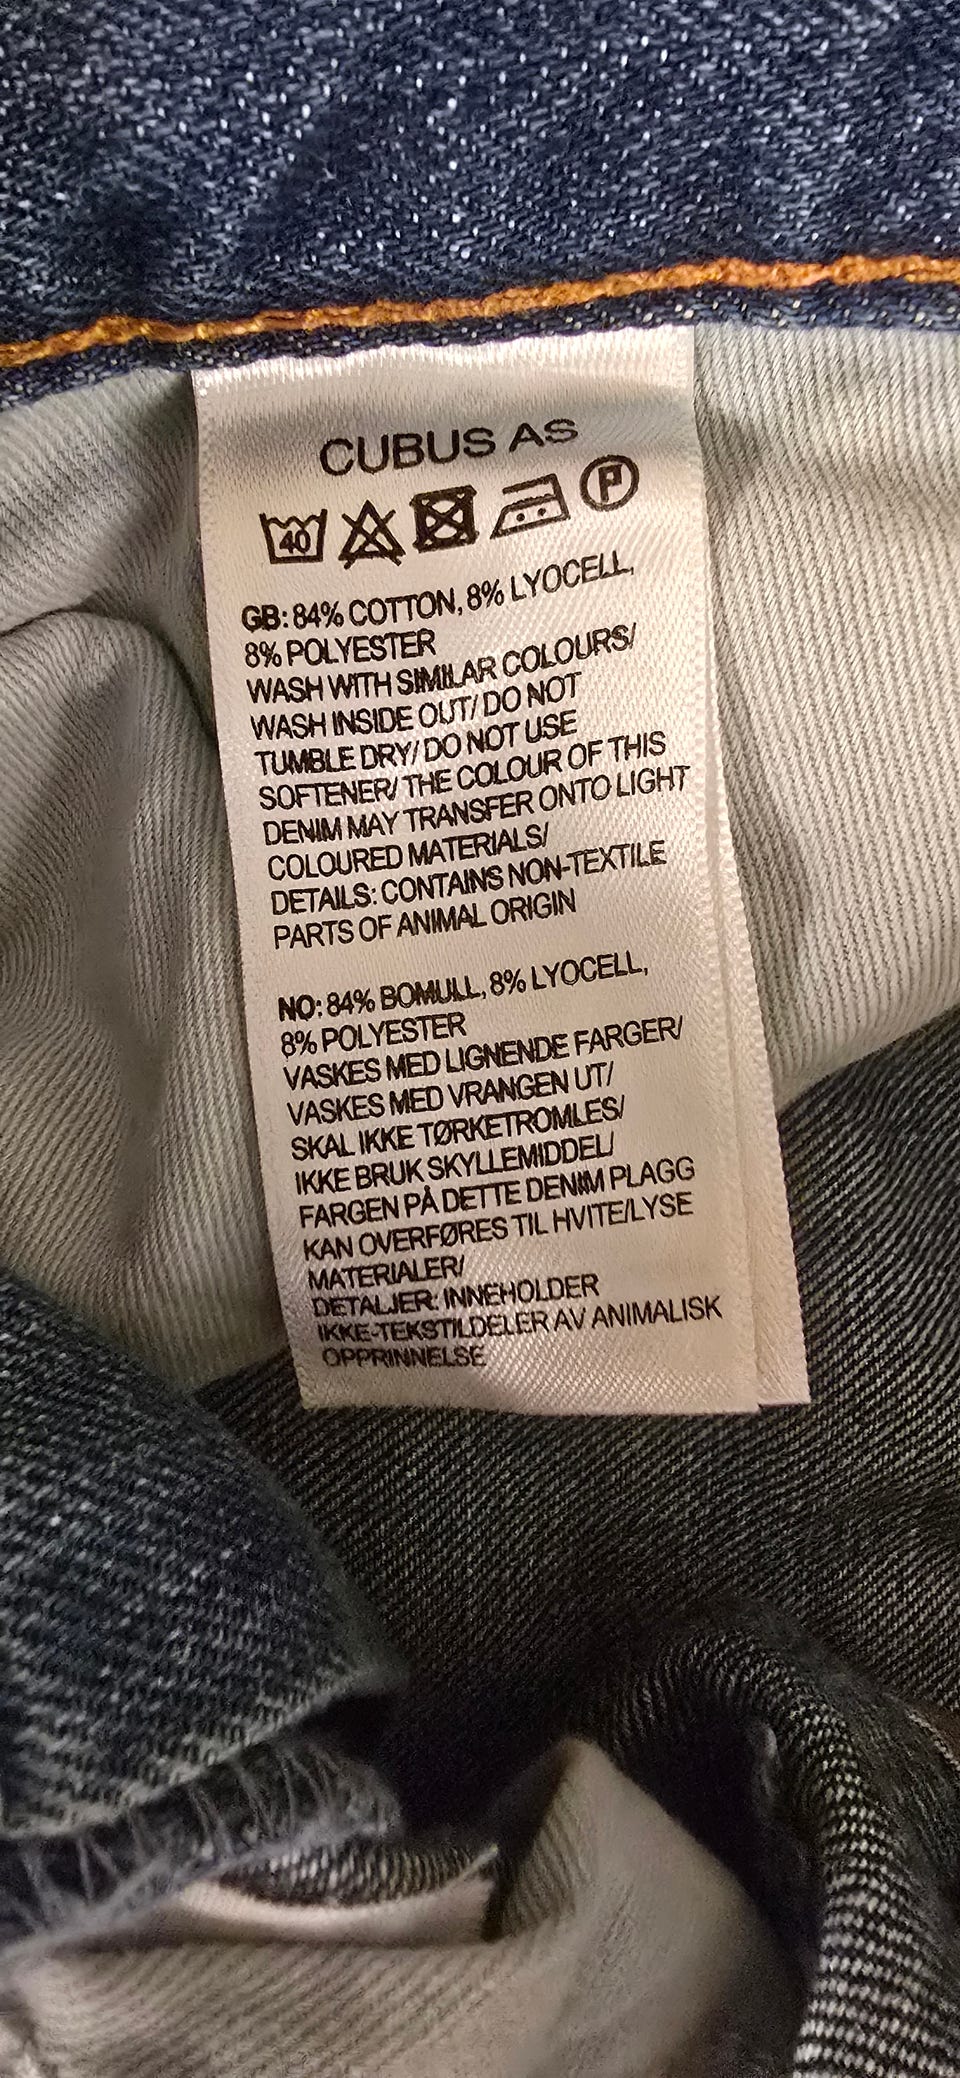 CUBUS AS
40 P
GB: 84% COTTON, 8% LYOCELL,
8% POLYESTER
WASH WITH SIMILAR COLOURS/
WASH INSIDE OUT/ DO NOT
TUMBLE DRY/ DO NOT USE
SOFTENER/ THE COLOUR OF THIS
DENIM MAY TRANSFER ONTO LIGHT
COLOURED MATERIALS/
DETAILS: CONTAINS NON-TEXTILE
PARTS OF ANIMAL ORIGIN
NO: 84% BOMULL, 8% LYOCELL,
8% POLYESTER
VASKES MED LIGNENDE FARGER/
VASKES MED VRANGEN UT/
SKAL IKKE TØRKETROMLES/
IKKE BRUK SKYLLEMIDDEL/
FARGEN PÅ DETTE DENIM PLAGG
KAN OVERFØRES TIL HVITE/LYSE
MATERIALER/
DETALJER: INNEHOLDER
IKKE-TEKSTILDELER AV ANIMALISK
OPPRINNELSE